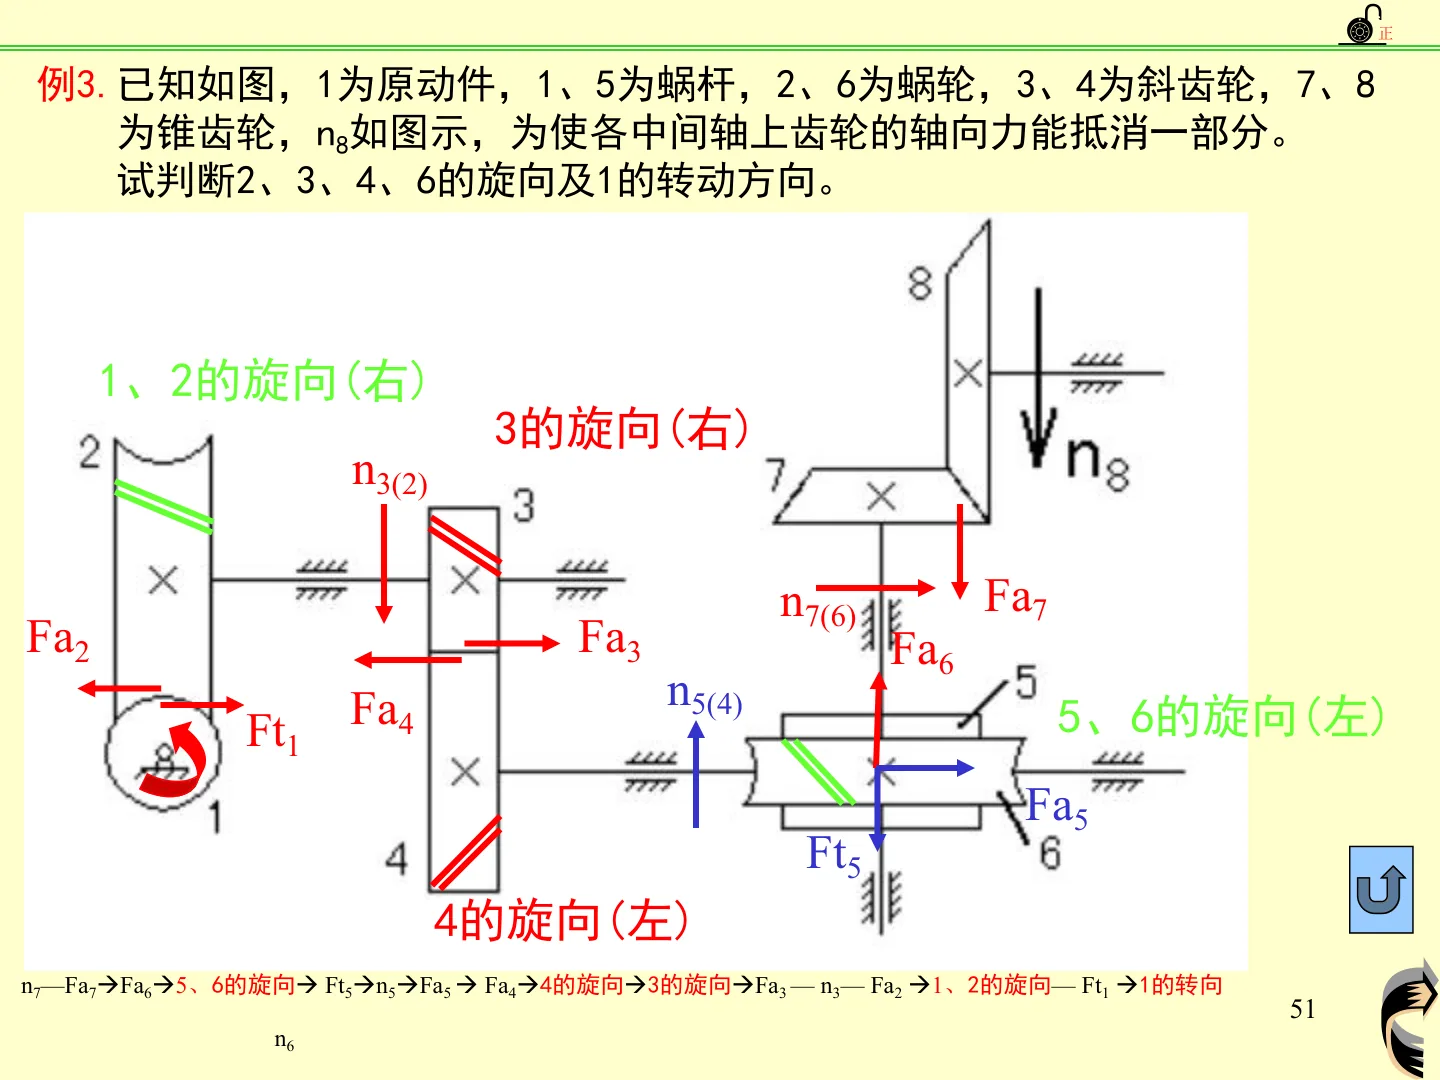 正
例3. 已知如图，1为原动件，1、5为蜗杆，2、6为蜗轮，3、4为斜齿轮，7、8
为锥齿轮，n8如图示，为使各中间轴上齿轮的轴向力能抵消一部分。
试判断2、3、4、6的旋向及1的转动方向。
8
1、2的旋向(右)
3的旋向(右)
2
n3(2)
3
7
n8
n7(6)
Fa7
Fa2
Fa3
Fa6
Fa4
Ft1
n5(4)
5
5、6的旋向(左)
1
Fa5
4
Ft5
6
4的旋向(左)
n7—Fa7→Fa6→5、6的旋向→ Ft5→n5→Fa5 → Fa4→4的旋向→3的旋向→Fa3 — n3— Fa2 →1、2的旋向— Ft1 →1的转向
51
n6